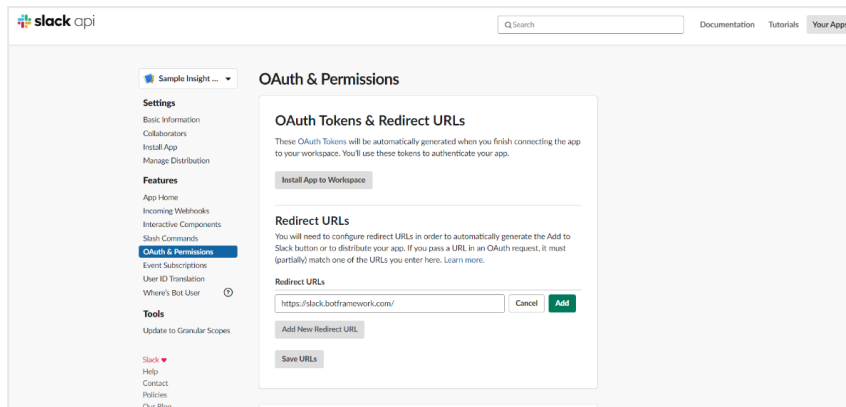 slack api
Search
Documentation
Tutorials
Your Apps
Sample Insight ...
Settings
Basic Information
Collaborators
Install App
Manage Distribution
Features
App Home
Incoming Webhooks
Interactive Components
Slash Commands
OAuth & Permissions
Event Subscriptions
User ID Translation
Where's Bot User ?
Tools
Update to Granular Scopes
Slack ♥
Help
Contact
Policies
Our Blog
OAuth & Permissions
OAuth Tokens & Redirect URLs
These OAuth Tokens will be automatically generated when you finish connecting the app
to your workspace. You'll use these tokens to authenticate your app.
Install App to Workspace
Redirect URLs
You will need to configure redirect URLs in order to automatically generate the Add to
Slack button or to distribute your app. If you pass a URL in an OAuth request, it must
(partially) match one of the URLs you enter here. Learn more.
Redirect URLs
https://slack.botframework.com/
Cancel
Add
Add New Redirect URL
Save URLs